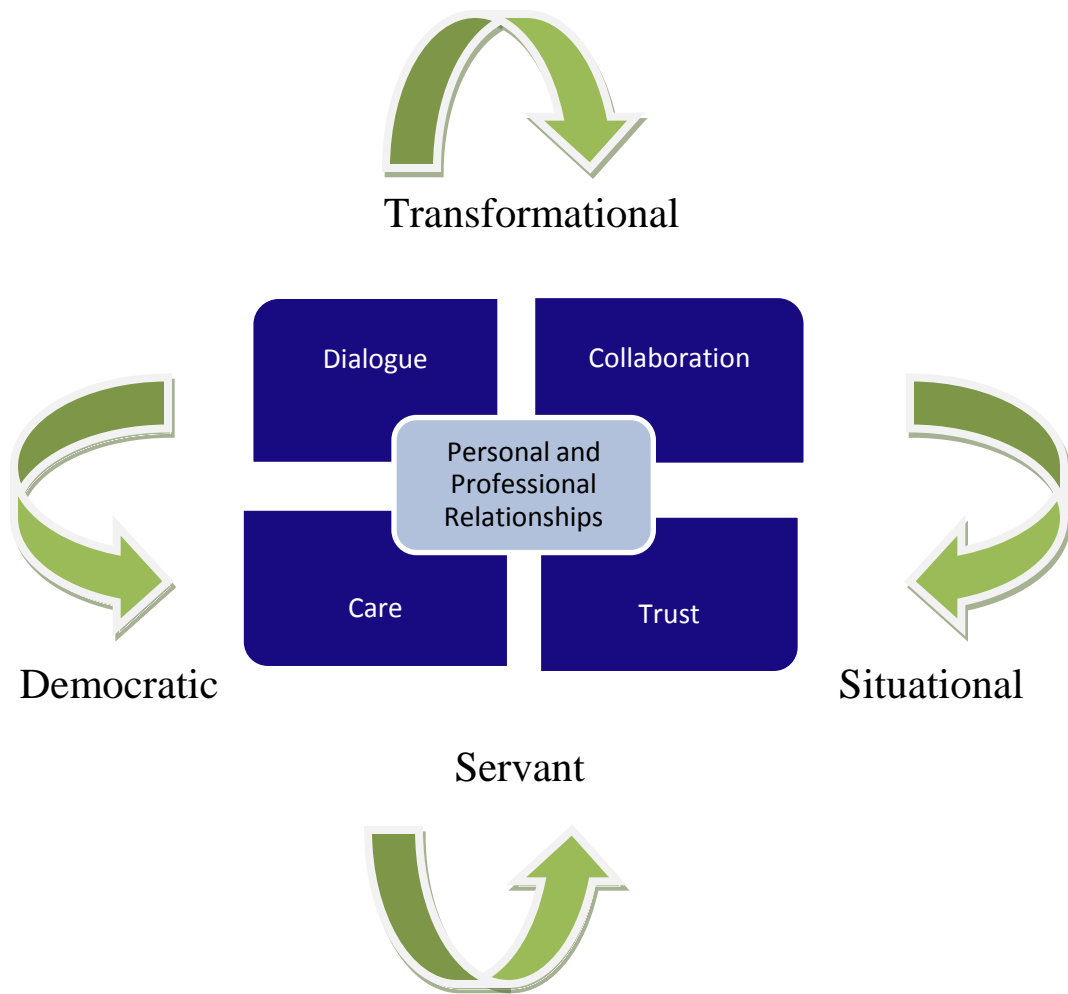 Transformational
Dialogue
Collaboration
Personal and
Professional
Relationships
Care
Trust
Democratic
Situational
Servant